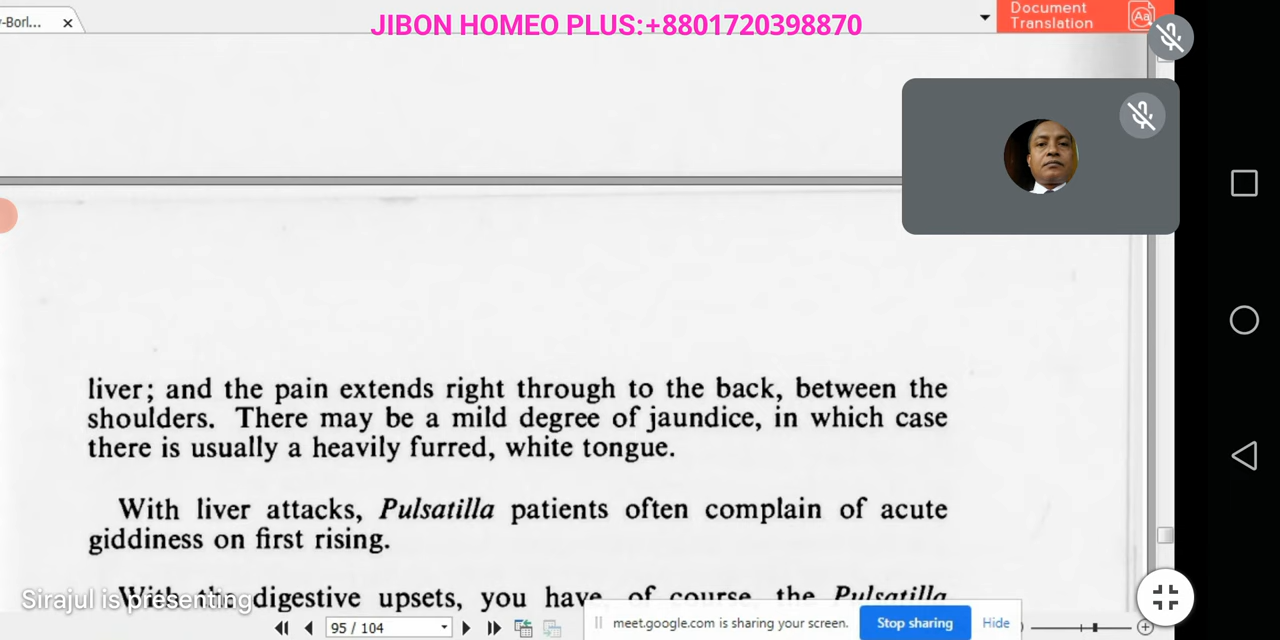 -Borl...
JIBON HOMEO PLUS:+8801720398870
Document
Translation
liver; and the pain extends right through to the back, between the
shoulders. There may be a mild degree of jaundice, in which case
there is usually a heavily furred, white tongue.
With liver attacks, Pulsatilla patients often complain of acute
giddiness on first rising.
With the digestive upsets, you have, of course, the Pulsatilla
Sirajul is presenting
95 / 104
meet.google.com is sharing your screen.
Stop sharing
Hide